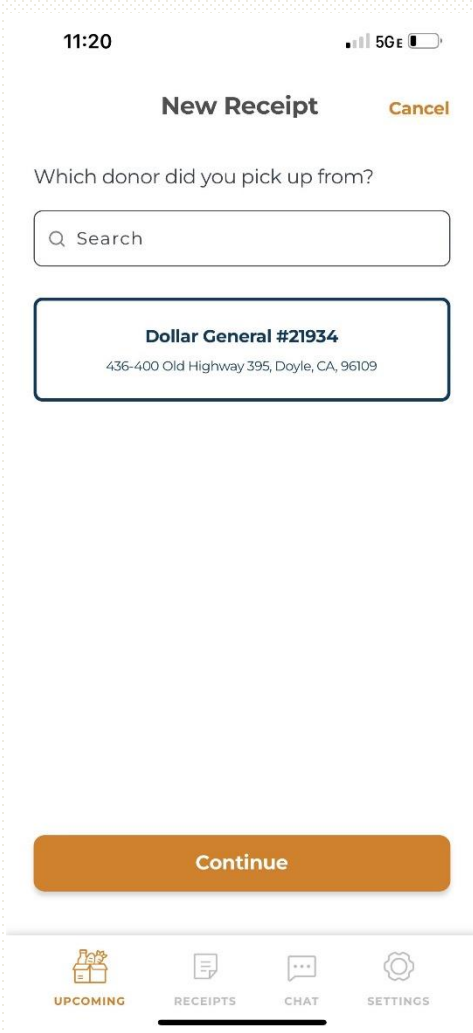 11:20
5GE
New Receipt
Cancel
Which donor did you pick up from?
Search
Dollar General #21934
436-400 Old Highway 395, Doyle, CA, 96109
Continue
UPCOMING
RECEIPTS
CHAT
SETTINGS